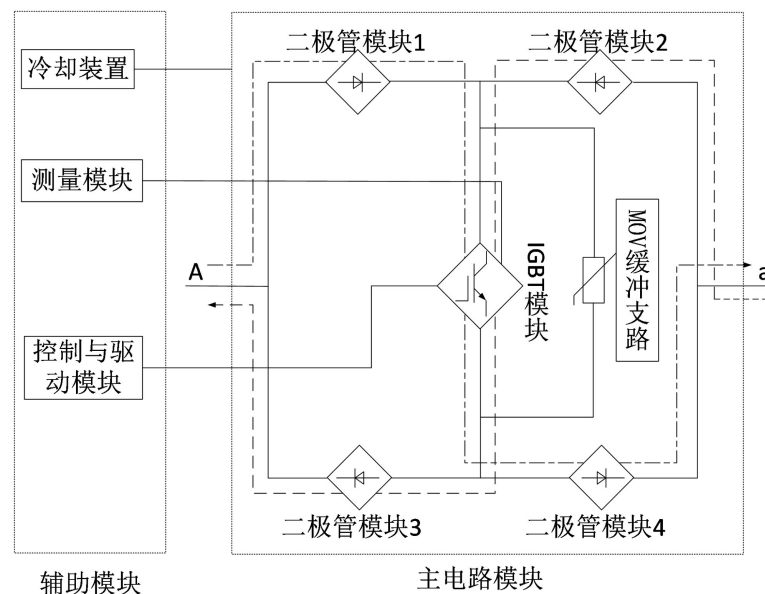 二极管模块1
二极管模块2
冷却装置
测量模块
A
IGBT模块
MOV缓冲支路
a
控制与驱
动模块
二极管模块3
二极管模块4
辅助模块
主电路模块